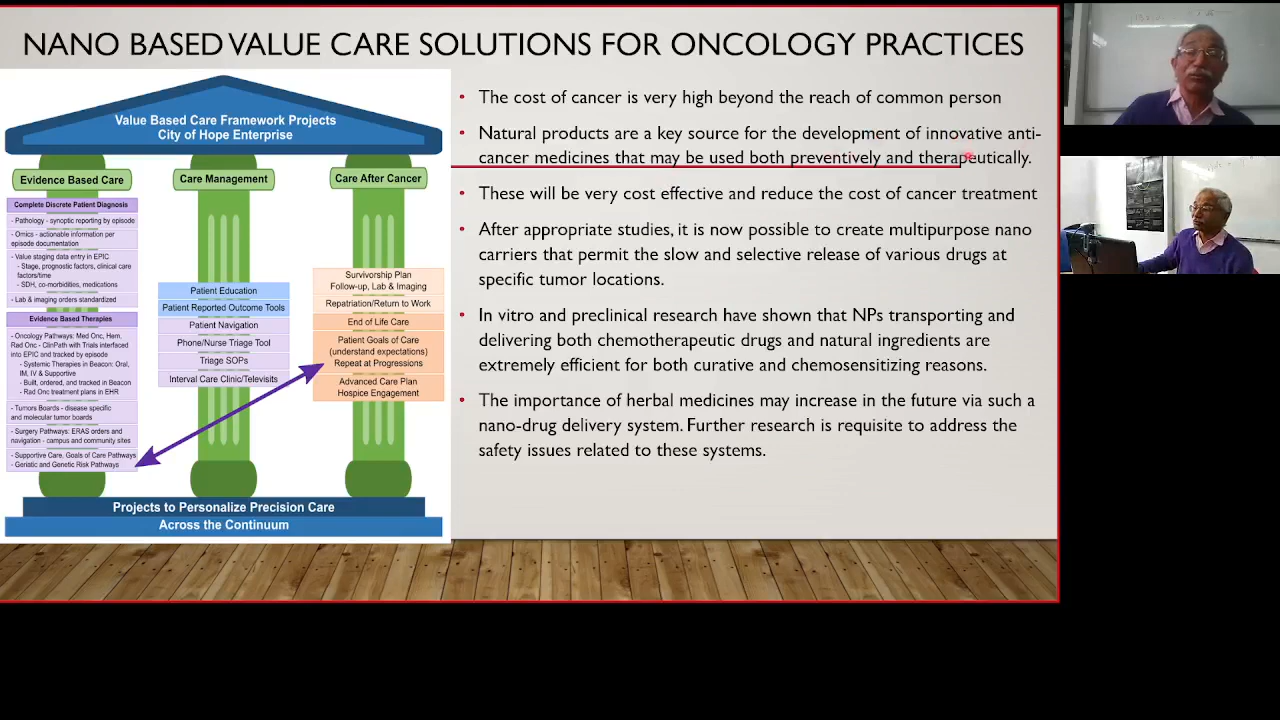 NANO BASED VALUE CARE SOLUTIONS FOR ONCOLOGY PRACTICES
Value Based Care Framework Projects
City of Hope Enterprise
Evidence Based Care
Complete Discrete Patient Diagnosis
- Pathology - synoptic reporting by episode
- Omics - actionable information per
episode documentation
- Value staging data entry in EPIC
- Stage, prognostic factors, clinical care
factors/time
- SDH, co-morbidities, medications
- Lab & imaging orders standardized
Evidence Based Therapies
- Oncology Pathways: Med Onc, Hem.
Rad Onc - ClinPath with Trials interfaced
into EPIC and tracked by episode
- Systemic Therapies in Beacon: Oral,
IM, IV & Supportive
- Built, ordered, and tracked in Beacon
- Rad Onc treatment plans in EHR
- Tumors Boards - disease specific
and molecular tumor boards
- Surgery Pathways: ERAS orders and
navigation - campus and community sites
- Supportive Care, Goals of Care Pathways
- Geriatic and Genetic Risk Pathways
Care Management
Patient Education
Patient Reported Outcome Tools
Patient Navigation
Phone/Nurse Triage Tool
Triage SOPs
Interval Care Clinic/Televisits
Care After Cancer
Survivorship Plan
Follow-up, Lab & Imaging
Repatriation/Return to Work
End of Life Care
Patient Goals of Care
(understand expectations)
Repeat at Progressions
Advanced Care Plan
Hospice Engagement
Projects to Personalize Precision Care
Across the Continuum
• The cost of cancer is very high beyond the reach of common person
• Natural products are a key source for the development of innovative anti-
cancer medicines that may be used both preventively and therapeutically.
• These will be very cost effective and reduce the cost of cancer treatment
• After appropriate studies, it is now possible to create multipurpose nano
carriers that permit the slow and selective release of various drugs at
specific tumor locations.
• In vitro and preclinical research have shown that NPs transporting and
delivering both chemotherapeutic drugs and natural ingredients are
extremely efficient for both curative and chemosensitizing reasons.
• The importance of herbal medicines may increase in the future via such a
nano-drug delivery system. Further research is requisite to address the
safety issues related to these systems.